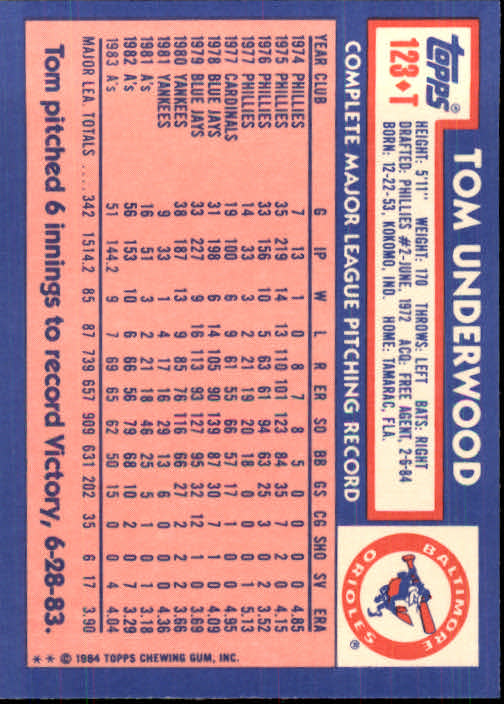 topps®
123♦T
TOM UNDERWOOD
HEIGHT: 5'11" WEIGHT: 170 THROWS: LEFT BATS: RIGHT
DRAFTED: PHILLIES #2-JUNE, 1972 ACQ: FREE AGENT, 2-6-84
BORN: 12-22-53, KOKOMO, IND. HOME: TAMARAC, FLA.
BALTIMORE
ORIOLES
COMPLETE MAJOR LEAGUE PITCHING RECORD
YEAR CLUB G IP W L R ER SO BB GS CG SHO SV ERA
1974 PHILLIES 7 13 1 0 8 7 8 5 0 0 0 0 4.85
1975 PHILLIES 35 219 14 13 110 101 123 84 35 7 2 0 4.15
1976 PHILLIES 33 156 10 5 63 61 94 63 25 3 0 2 3.52
1977 PHILLIES 14 33 3 2 21 19 20 18 0 0 0 1 5.13
1977 CARDINALS 19 100 6 9 61 55 66 57 17 1 0 0 4.95
1978 BLUE JAYS 31 198 6 14 105 90 139 87 30 7 1 0 4.09
1979 BLUE JAYS 33 227 9 16 113 93 127 95 32 12 1 0 3.69
1980 YANKEES 38 187 13 9 85 76 116 66 27 2 2 2 3.66
1981 YANKEES 9 33 1 4 17 16 29 13 6 0 0 0 4.36
1981 A's 16 51 3 2 21 18 46 25 5 1 0 1 3.18
1982 A's 56 153 10 6 66 56 79 68 10 2 0 7 3.29
1983 A's 51 144.2 9 7 69 65 62 50 15 0 0 4 4.04
MAJOR LEA. TOTALS .... 342 1514.2 85 87 739 657 909 631 202 35 6 17 3.90
Tom pitched 6 innings to record Victory, 6-28-83.
** © 1984 TOPPS CHEWING GUM, INC.